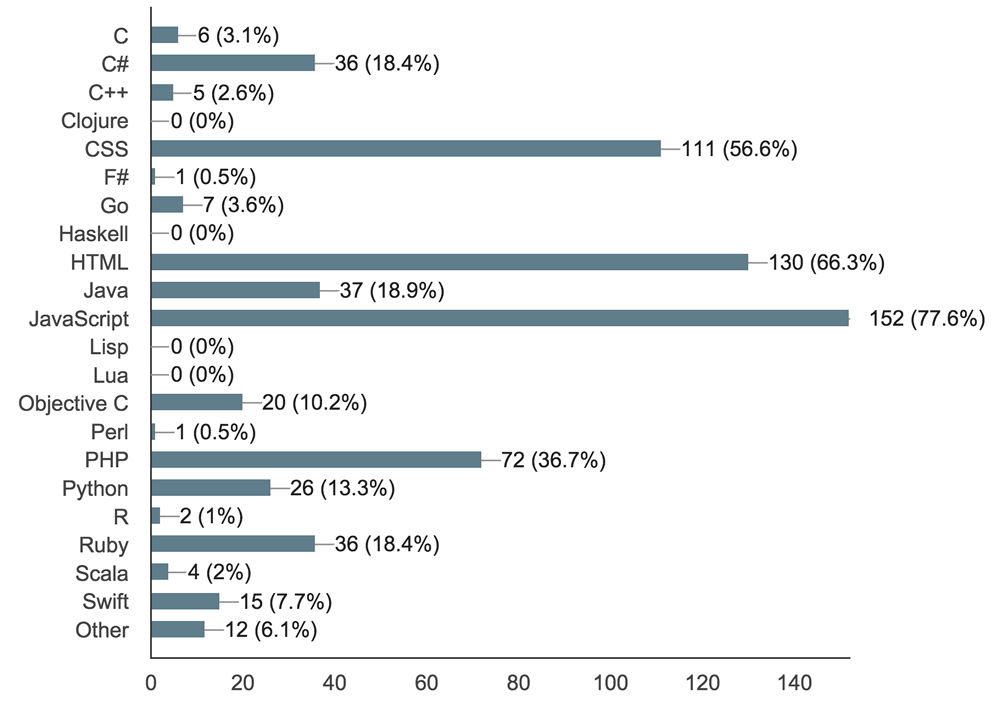 C 6 (3.1%)
C# 36 (18.4%)
C++ 5 (2.6%)
Clojure 0 (0%)
CSS 111 (56.6%)
F# 1 (0.5%)
Go 7 (3.6%)
Haskell 0 (0%)
HTML 130 (66.3%)
Java 37 (18.9%)
JavaScript 152 (77.6%)
Lisp 0 (0%)
Lua 0 (0%)
Objective C 20 (10.2%)
Perl 1 (0.5%)
PHP 72 (36.7%)
Python 26 (13.3%)
R 2 (1%)
Ruby 36 (18.4%)
Scala 4 (2%)
Swift 15 (7.7%)
Other 12 (6.1%)
0 20 40 60 80 100 120 140